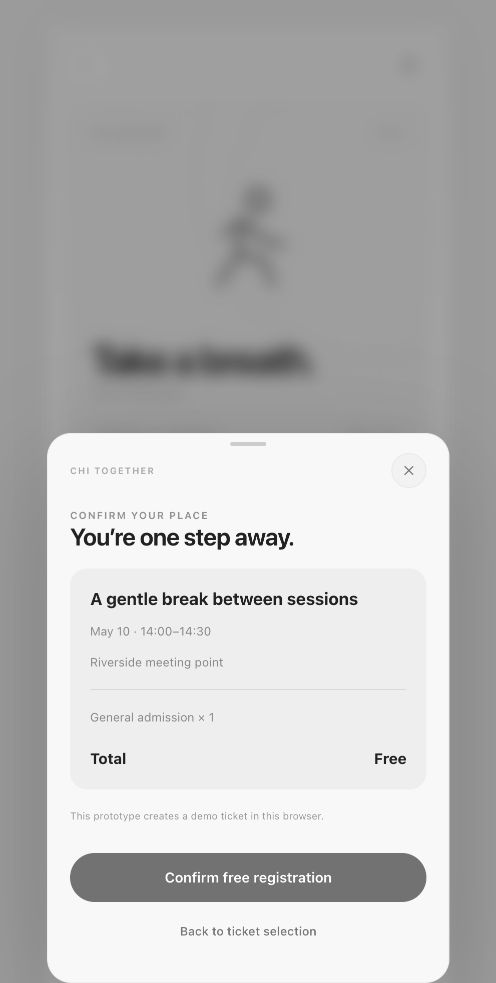 Take a breath.
CHI TOGETHER
CONFIRM YOUR PLACE
You're one step away.
A gentle break between sessions
May 10 · 14:00–14:30
Riverside meeting point
General admission × 1
Total Free
This prototype creates a demo ticket in this browser.
Confirm free registration
Back to ticket selection